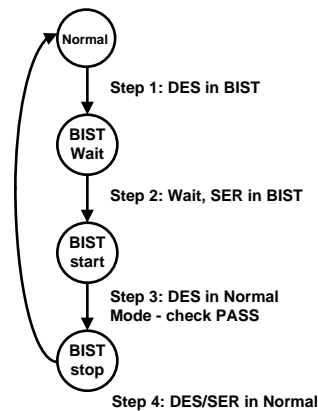 Normal
Step 1: DES in BIST
BIST
Wait
Step 2: Wait, SER in BIST
BIST
start
Step 3: DES in Normal
Mode - check PASS
BIST
stop
Step 4: DES/SER in Normal